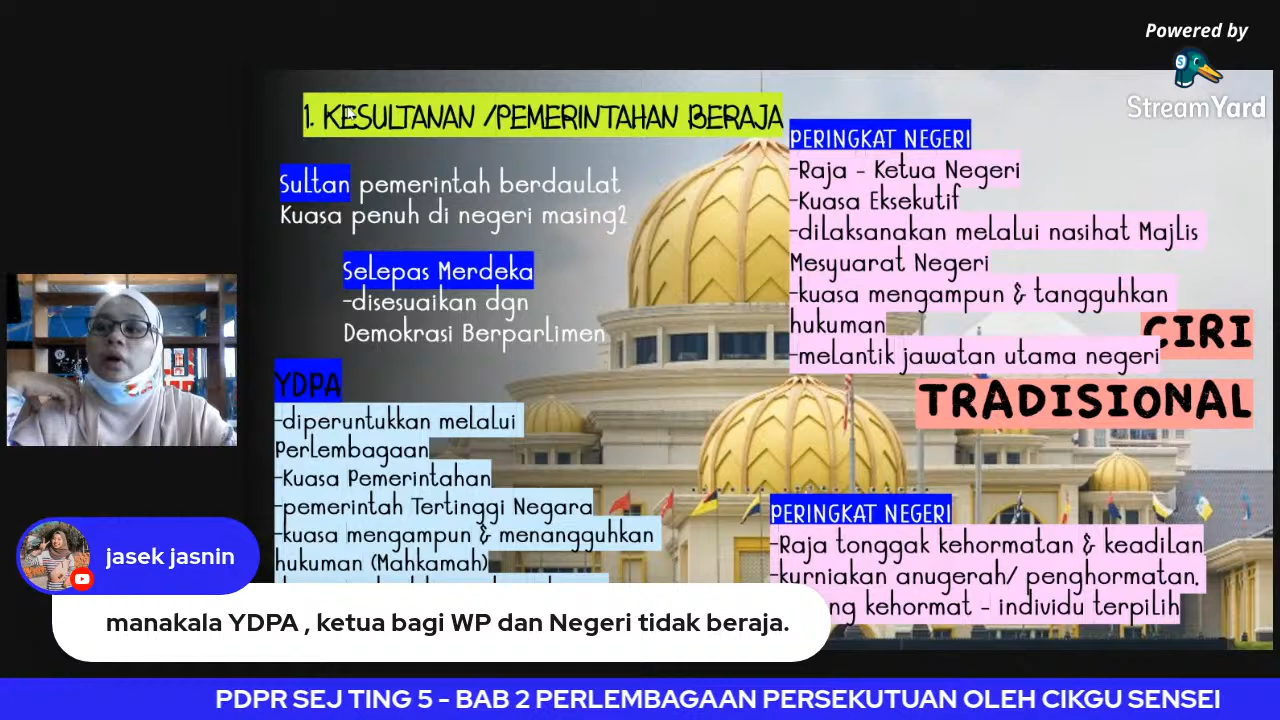 Powered by
StreamYard
1. KESULTANAN /PEMERINTAHAN BERAJA
Sultan pemerintah berdaulat
Kuasa penuh di negeri masing2
Selepas Merdeka
-disesuaikan dgn
Demokrasi Berparlimen
YDPA
-diperuntukkan melalui
Perlembagaan
-Kuasa Pemerintahan
-pemerintah Tertinggi Negara
-kuasa mengampun & menangguhkan
hukuman (Mahkamah)
PERINGKAT NEGERI
-Raja - Ketua Negeri
-Kuasa Eksekutif
-dilaksanakan melalui nasihat Majlis
Mesyuarat Negeri
-kuasa mengampun & tangguhkan
hukuman
-melantik jawatan utama negeri
CIRI
TRADISIONAL
PERINGKAT NEGERI
-Raja tonggak kehormatan & keadilan
-kurniakan anugerah/ penghormatan.
kehormat - individu terpilih
jasek jasnin
manakala YDPA , ketua bagi WP dan Negeri tidak beraja.
PDPR SEJ TING 5 - BAB 2 PERLEMBAGAAN PERSEKUTUAN OLEH CIKGU SENSEI